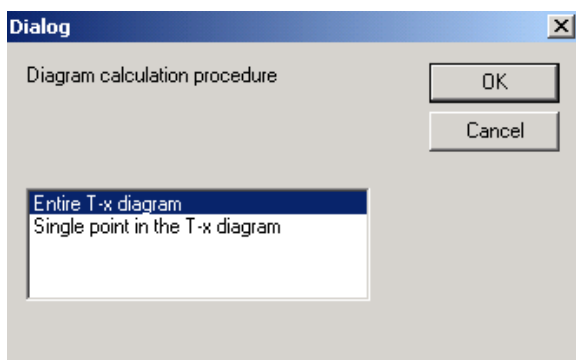 Dialog
Diagram calculation procedure
OK
Cancel
Entire T-x diagram
Single point in the T-x diagram